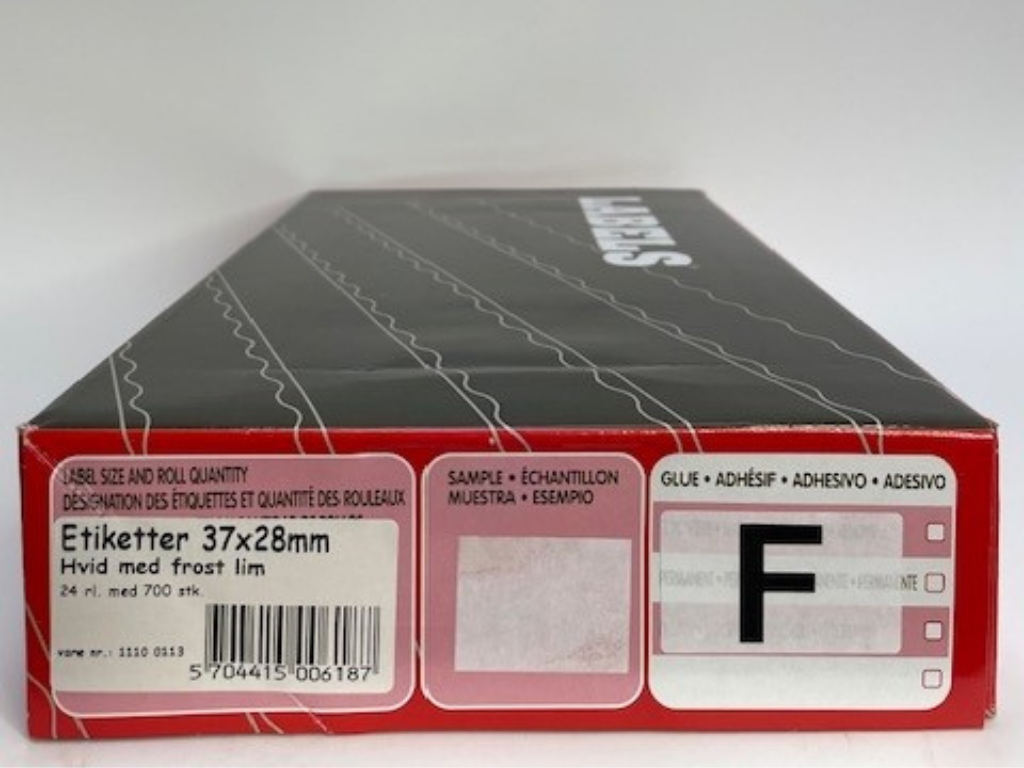 LABELS
LABEL SIZE AND ROLL QUANTITY
DÉSIGNATION DES ÉTIQUETTES ET QUANTITÉ DES ROULEAUX
Etiketter 37x28mm
Hvid med frost lim
24 rl. med 700 stk.
vare nr.: 1110 0113
5 704415 006187
SAMPLE • ÉCHANTILLON
MUESTRA • ESEMPIO
GLUE • ADHÉSIF • ADHESIVO • ADESIVO
F